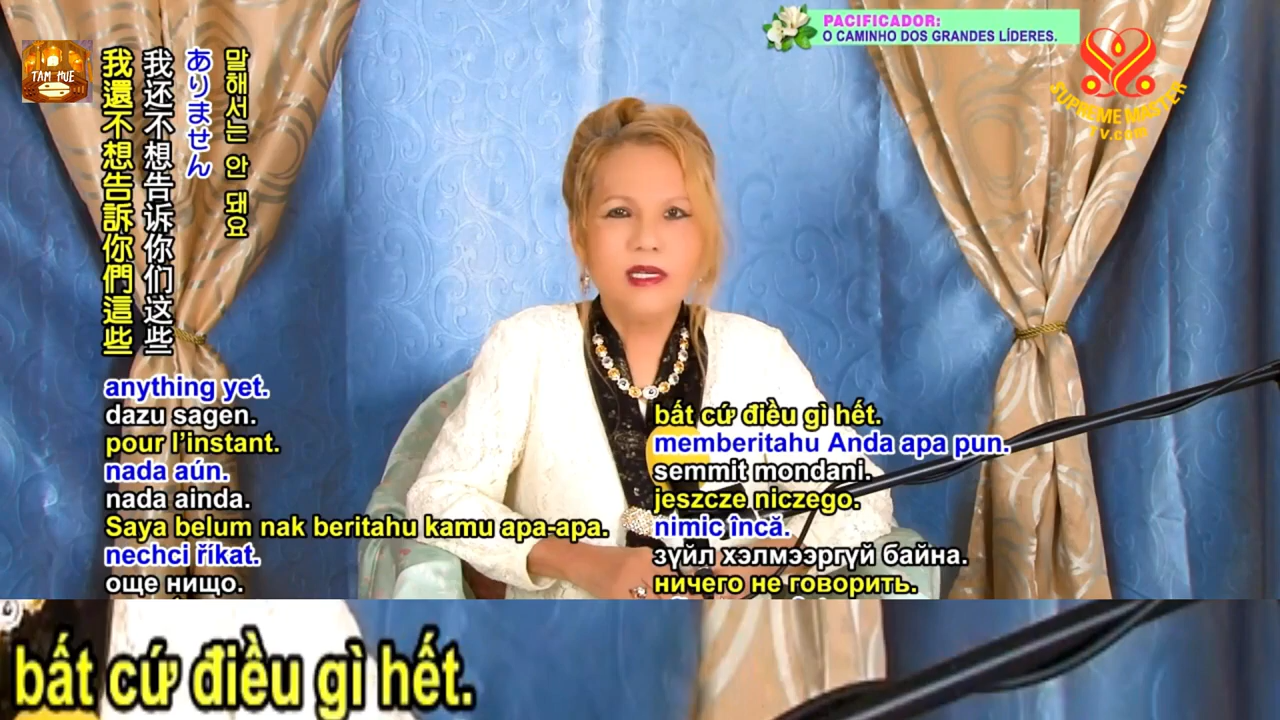 PACIFICADOR:
O CAMINHO DOS GRANDES LÍDERES.
SUPREME MASTER
TV.COM
TAM HUE
我還不想告訴你們這些
我还不想告诉你们这些
ありません
말해서는 안 돼요
anything yet.
dazu sagen.
pour l’instant.
nada aún.
nada ainda.
Saya belum nak beritahu kamu apa-apa.
nechci říkat.
още нищо.
bất cứ điều gì hết.
memberitahu Anda apa pun.
semmit mondani.
jeszcze niczego.
nimic încă.
зүйл хэлмээргүй байна.
ничего не говорить.
bất cứ điều gì hết.